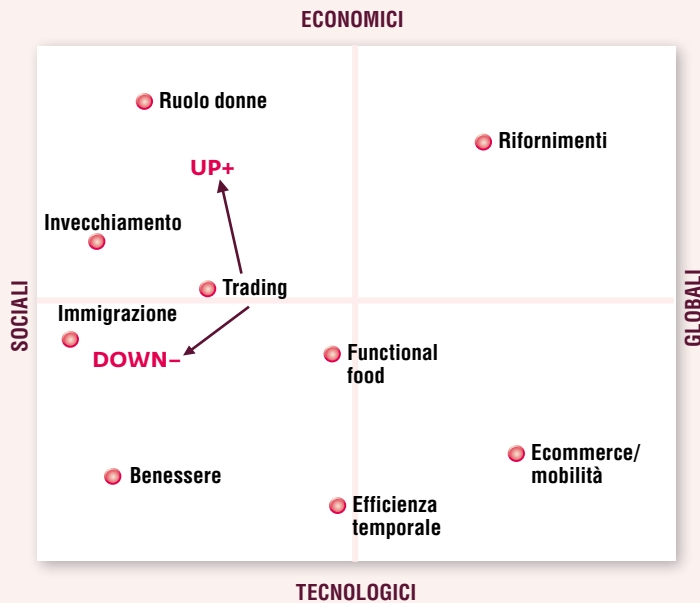 ECONOMICI
Ruolo donne
Rifornimenti
UP+
Invecchiamento
Trading
SOCIALI
GLOBALI
Immigrazione
DOWN–
Functional
food
Ecommerce/
mobilità
Benessere
Efficienza
temporale
TECNOLOGICI